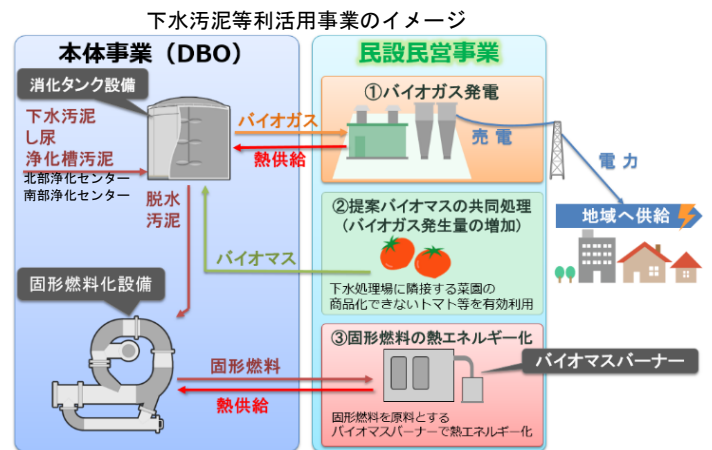 下水汚泥等利活用事業のイメージ
本体事業（DBO）
消化タンク設備
下水汚泥
し尿
浄化槽汚泥
北部浄化センター
南部浄化センター
脱水
汚泥
固形燃料化設備
バイオガス
熱供給
バイオマス
固形燃料
熱供給
民設民営事業
①バイオガス発電
売電
電力
地域へ供給
②提案バイオマスの共同処理
（バイオガス発生量の増加）
下水処理場に隣接する菜園の
商品化できないトマト等を有効利用
③固形燃料の熱エネルギー化
バイオマスバーナー
固形燃料を原料とする
バイオマスバーナーで熱エネルギー化